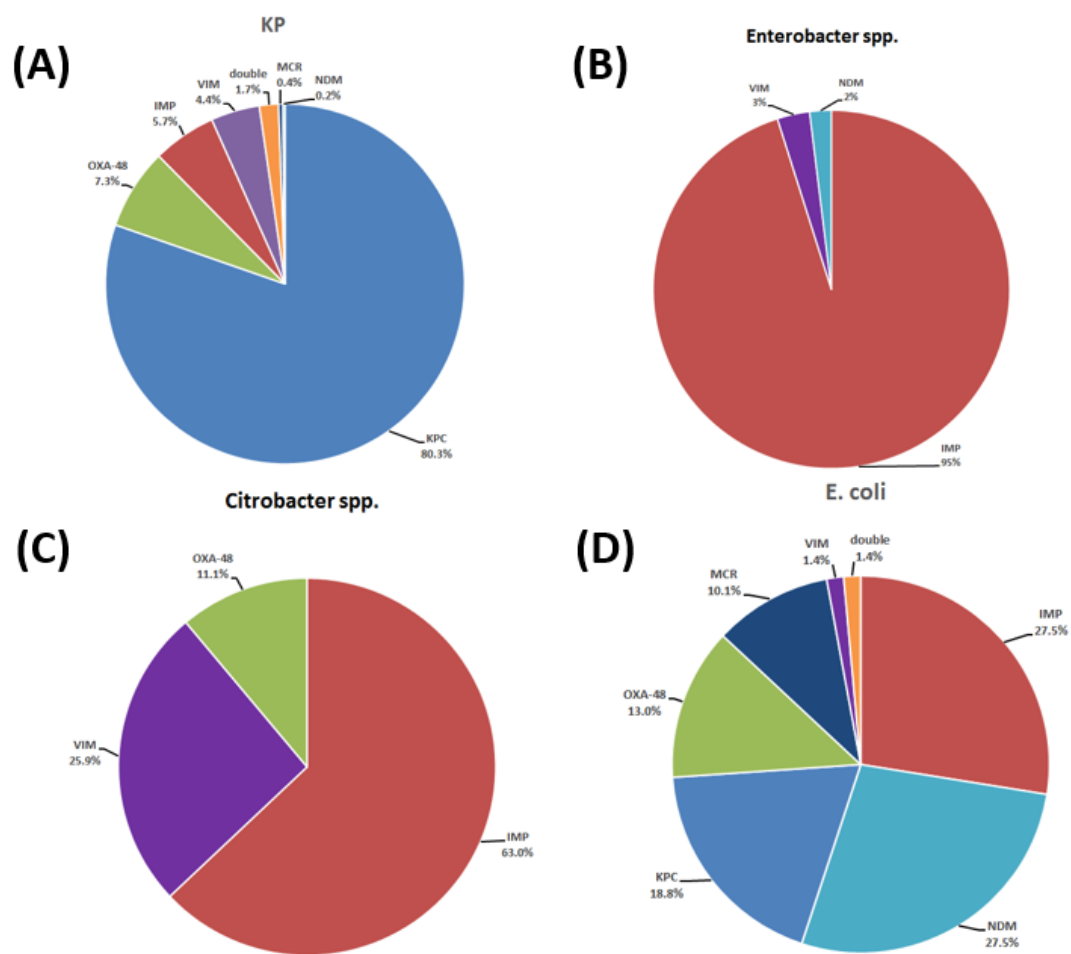 KP
(A)
MCR
0.4%
NDM
0.2%
double
1.7%
VIM
4.4%
IMP
5.7%
OXA-48
7.3%
KPC
80.3%
Enterobacter spp.
(B)
VIM
3%
NDM
2%
IMP
95%
Citrobacter spp.
(C)
OXA-48
11.1%
VIM
25.9%
IMP
63.0%
E. coli
(D)
VIM
1.4%
double
1.4%
MCR
10.1%
IMP
27.5%
OXA-48
13.0%
KPC
18.8%
NDM
27.5%